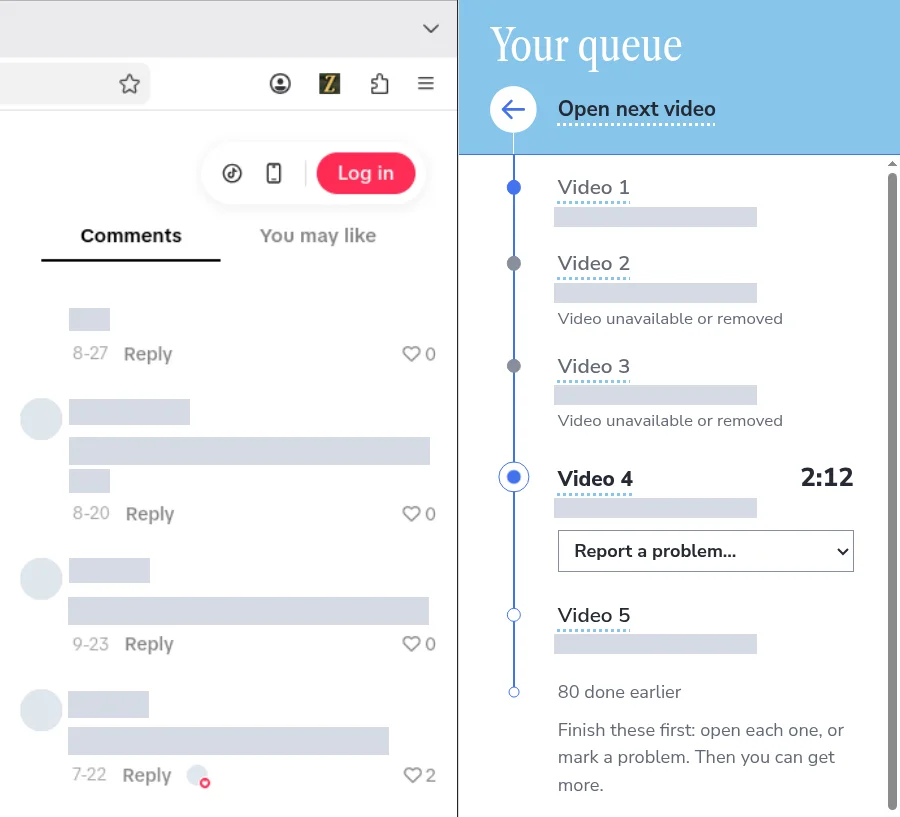 Z
Log in
Comments
You may like
8-27 Reply 0
8-20 Reply 0
9-23 Reply 0
7-22 Reply 2
Your queue
Open next video
Video 1
Video 2
Video unavailable or removed
Video 3
Video unavailable or removed
Video 4 2:12
Report a problem...
Video 5
80 done earlier
Finish these first: open each one, or
mark a problem. Then you can get
more.